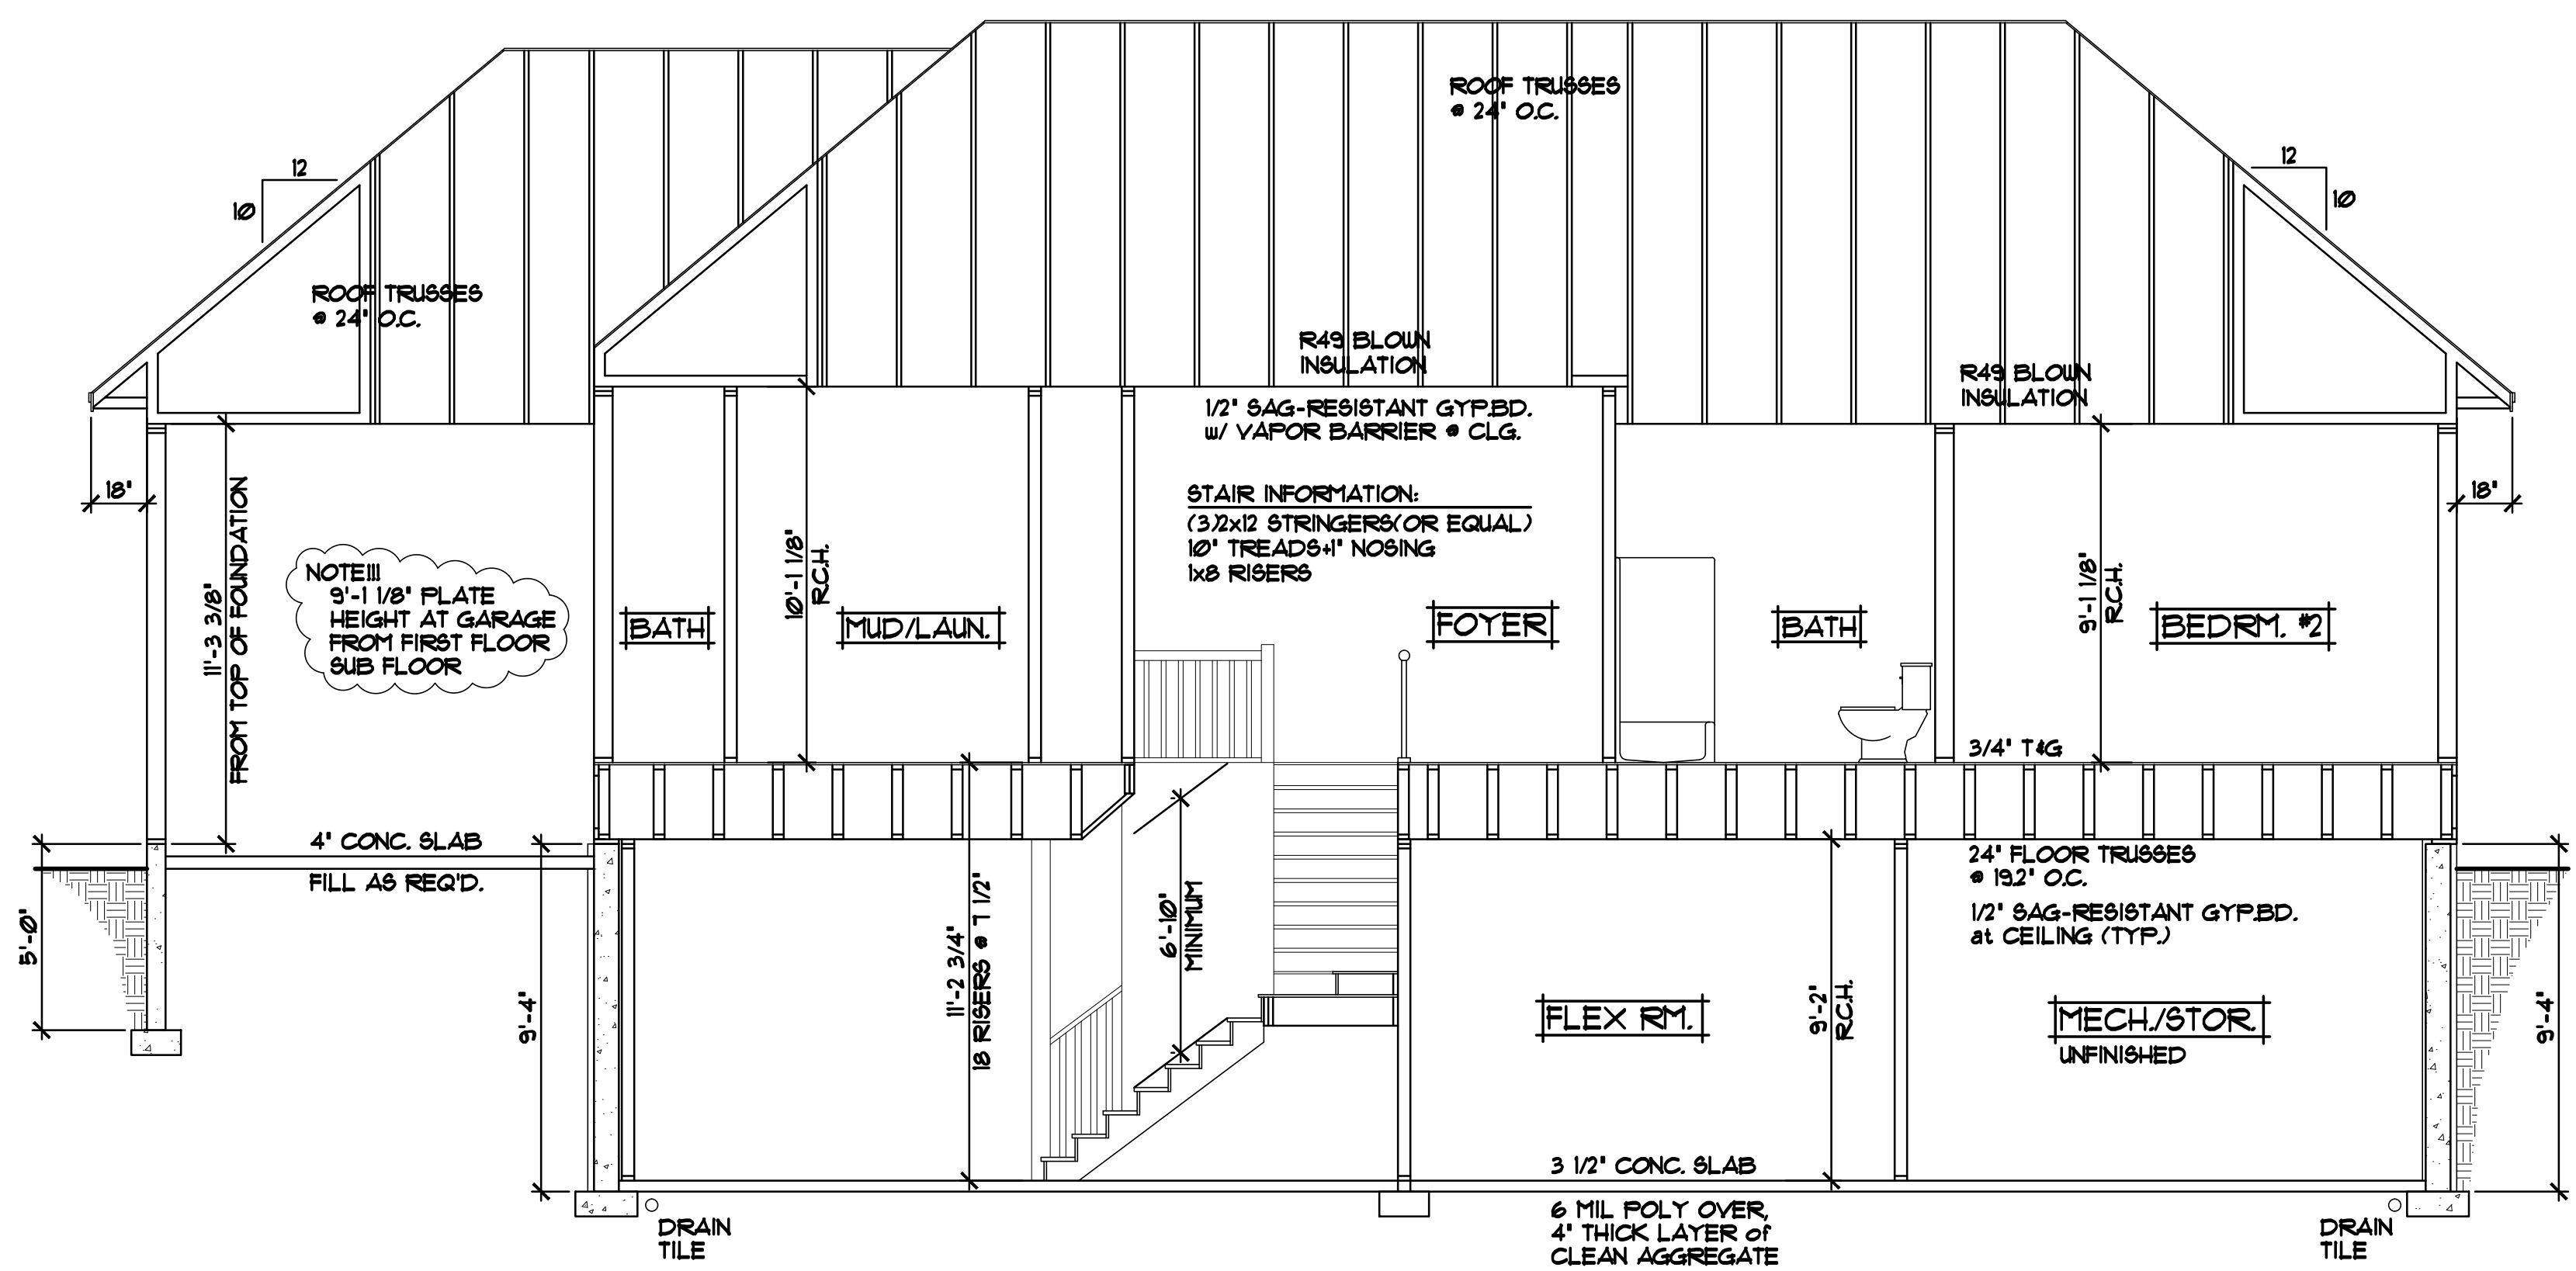 ROOF TRUSSES
@ 24" O.C.
12
10
12
10
ROOF TRUSSES
@ 24" O.C.
R49 BLOWN
INSULATION
R49 BLOWN
INSULATION
1/2" SAG-RESISTANT GYP.BD.
w/ VAPOR BARRIER @ CLG.
18"
18"
STAIR INFORMATION:
(3)2x12 STRINGERS(OR EQUAL)
10" TREADS+1" NOSING
1x8 RISERS
11'-3 3/8"
FROM TOP OF FOUNDATION
NOTE!!!
9'-1 1/8" PLATE
HEIGHT AT GARAGE
FROM FIRST FLOOR
SUB FLOOR
10'-1 1/8"
R.C.H.
9'-1 1/8"
R.C.H.
BATH
MUD/LAUN.
FOYER
BATH
BEDRM. #2
3/4" T&G
4" CONC. SLAB
FILL AS REQ'D.
24" FLOOR TRUSSES
@ 19.2" O.C.
1/2" SAG-RESISTANT GYP.BD.
at CEILING (TYP.)
5'-0"
9'-4"
11'-2 3/4"
18 RISERS @ 7 1/2"
6'-10"
MINIMUM
FLEX RM.
9'-2"
R.C.H.
MECH./STOR.
UNFINISHED
9'-4"
3 1/2" CONC. SLAB
6 MIL POLY OVER,
4" THICK LAYER of
CLEAN AGGREGATE
DRAIN
TILE
DRAIN
TILE